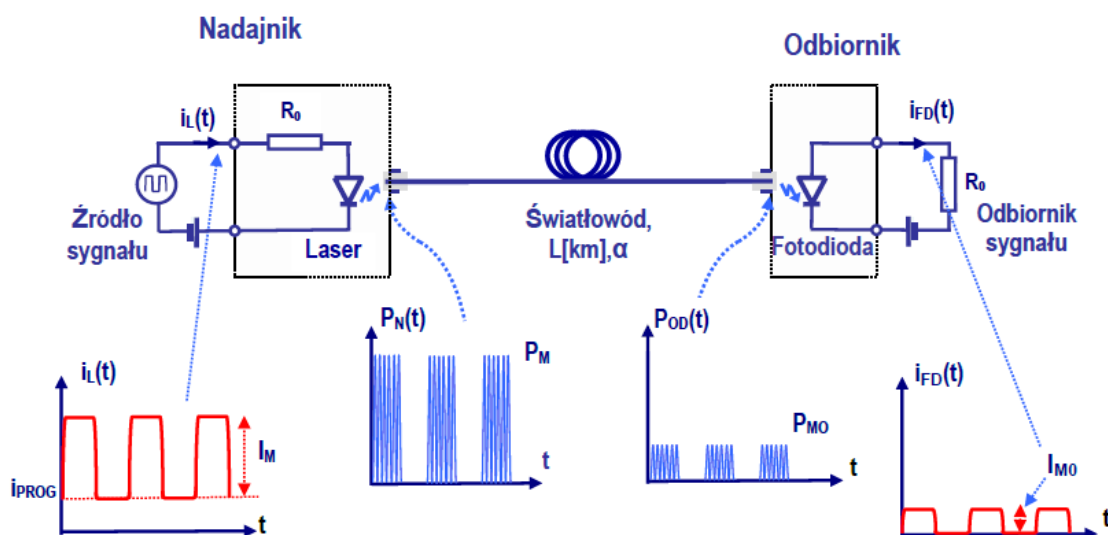 Nadajnik
Odbiornik
iL(t)
R0
iFD(t)
R0
Źródło
sygnału
Laser
Światłowód,
L[km],α
Fotodioda
Odbiornik
sygnału
PN(t)
PM
t
POD(t)
PMO
t
iL(t)
IM
iPROG
t
iFD(t)
IM0
t